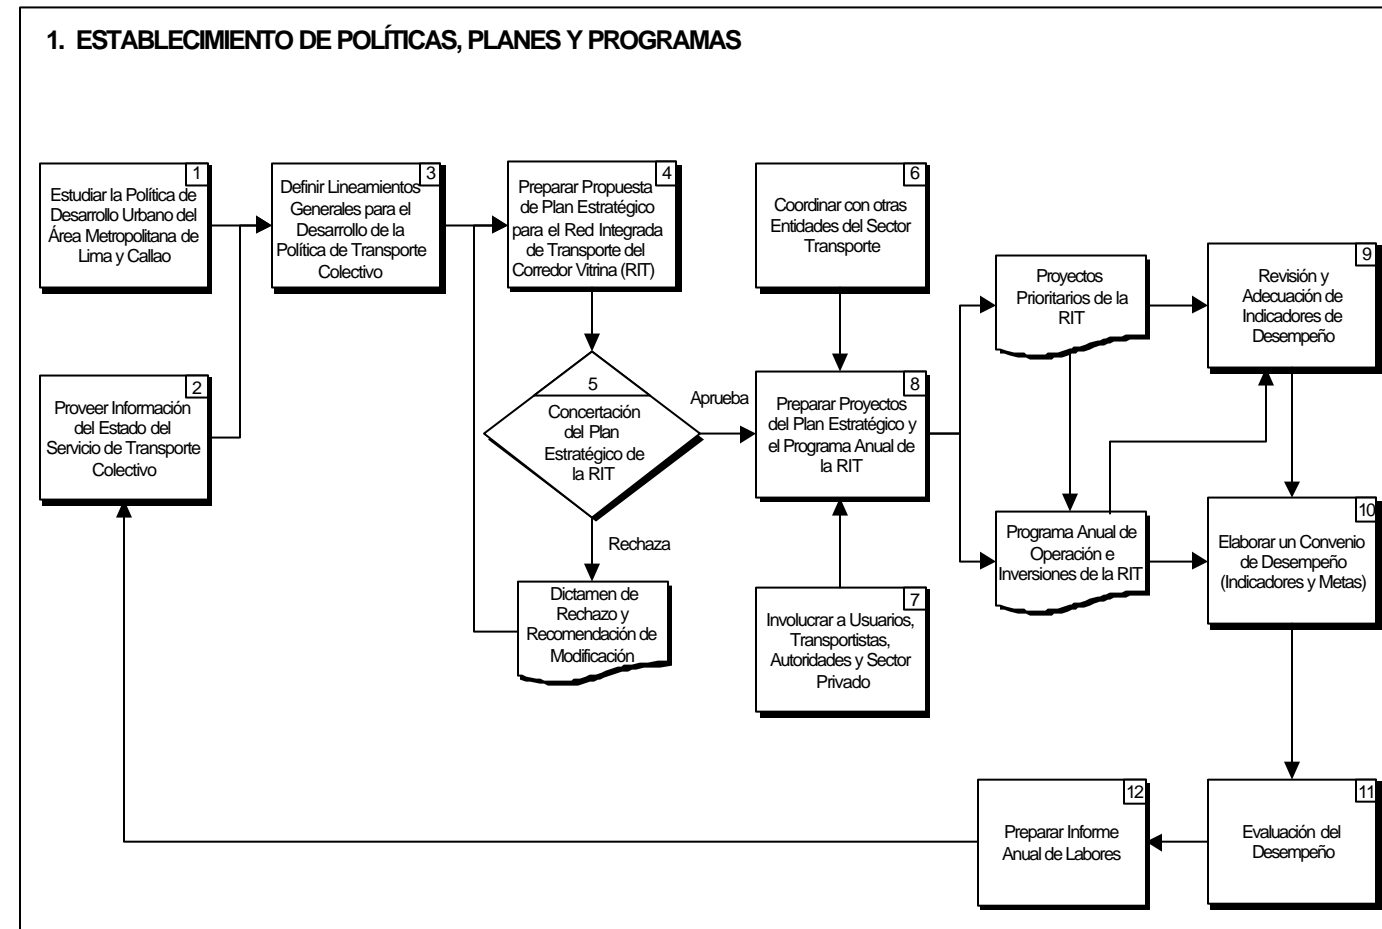 1. ESTABLECIMIENTO DE POLÍTICAS, PLANES Y PROGRAMAS
1
Estudiar la Política de
Desarrollo Urbano del
Área Metropolitana de
Lima y Callao
2
Proveer Información
del Estado del
Servicio de Transporte
Colectivo
3
Definir Lineamientos
Generales para el
Desarrollo de la
Política de Transporte
Colectivo
4
Preparar Propuesta
de Plan Estratégico
para el Red Integrada
de Transporte del
Corredor Vitrina (RIT)
5
Concertación
del Plan
Estratégico de
la RIT
Aprueba
Rechaza
Dictamen de
Rechazo y
Recomendación de
Modificación
6
Coordinar con otras
Entidades del Sector
Transporte
8
Preparar Proyectos
del Plan Estratégico y
el Programa Anual de
la RIT
7
Involucrar a Usuarios,
Transportistas,
Autoridades y Sector
Privado
Proyectos
Prioritarios de la
RIT
Programa Anual de
Operación e
Inversiones de la RIT
9
Revisión y
Adecuación de
Indicadores de
Desempeño
10
Elaborar un Convenio
de Desempeño
(Indicadores y Metas)
11
Evaluación del
Desempeño
12
Preparar Informe
Anual de Labores